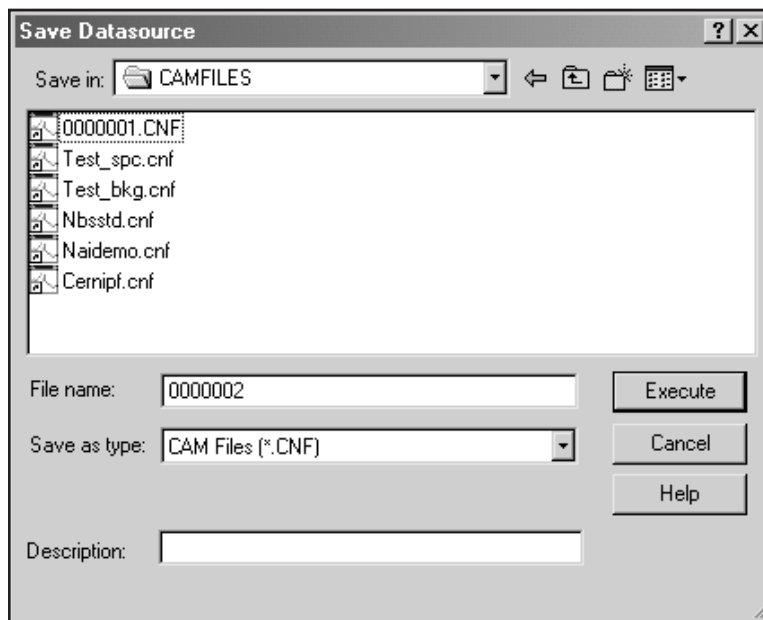 Save Datasource
Save in: CAMFILES
0000001.CNF
Test_spc.cnf
Test_bkg.cnf
Nbsstd.cnf
Naidemo.cnf
Cernipf.cnf
File name: 0000002
Execute
Save as type: CAM Files (*.CNF)
Cancel
Help
Description: